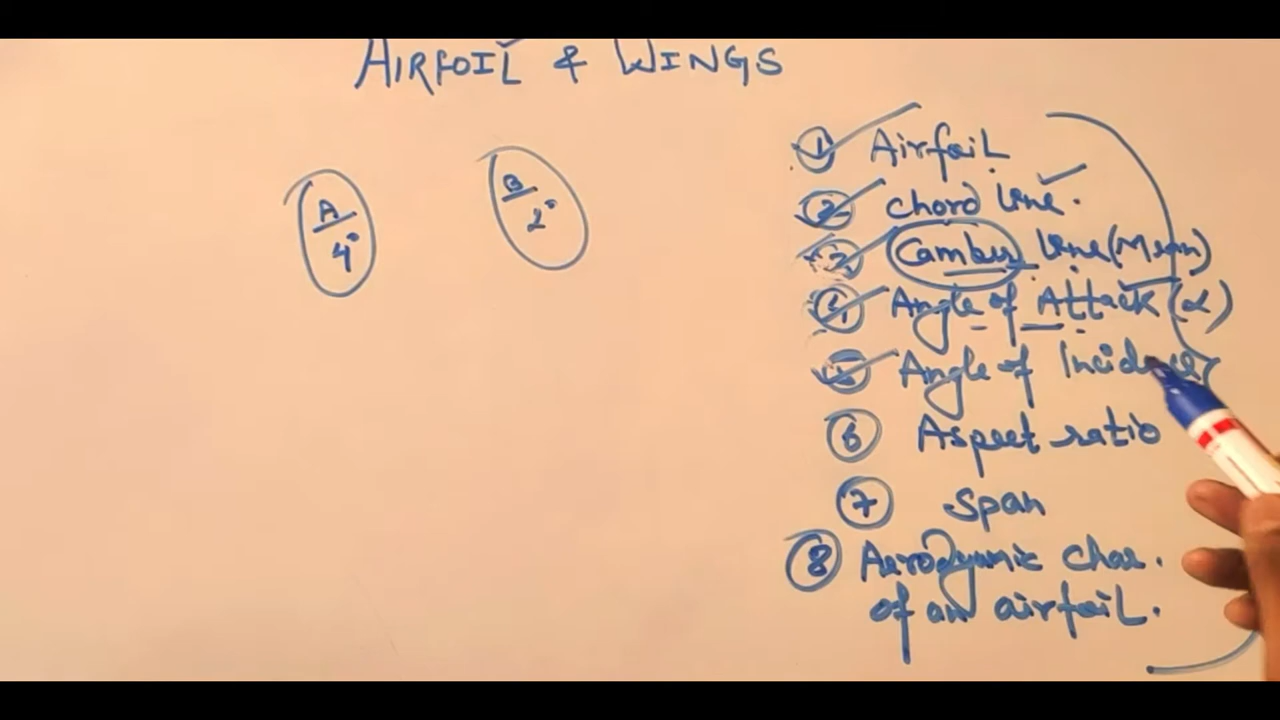 AIRFOIL & WINGS
A
4°
B
2°
① Airfoil
② Chord line.
③ Camber line (Mean)
④ Angle of Attack (α)
⑤ Angle of Incidence
⑥ Aspect ratio
⑦ Span
⑧ Aerodynamic char.
of an airfoil.